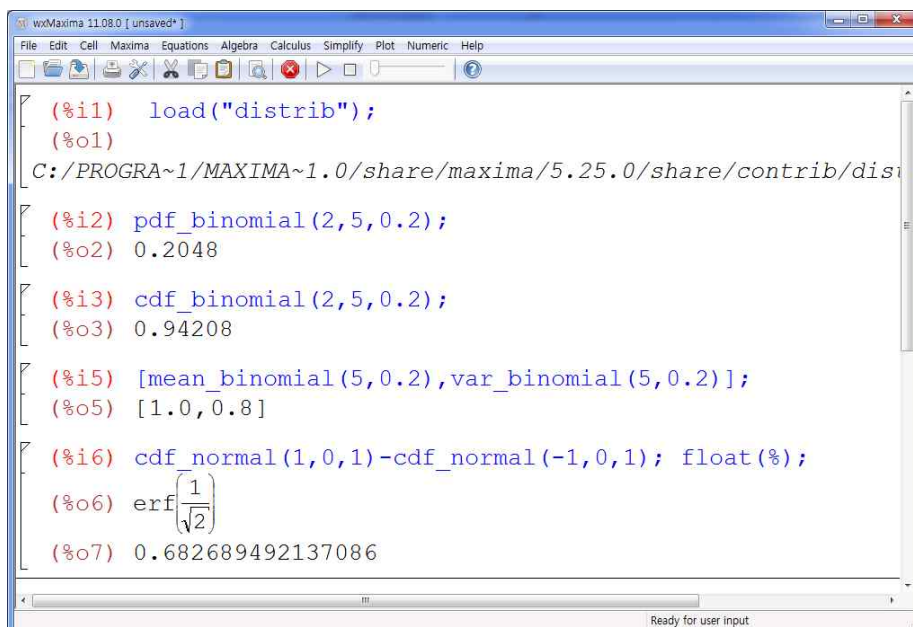 wxMaxima 11.08.0 [ unsaved* ]
File Edit Cell Maxima Equations Algebra Calculus Simplify Plot Numeric Help
(%i1) load("distrib");
(%o1)
C:/PROGRA~1/MAXIMA~1.0/share/maxima/5.25.0/share/contrib/dist
(%i2) pdf_binomial(2,5,0.2);
(%o2) 0.2048
(%i3) cdf_binomial(2,5,0.2);
(%o3) 0.94208
(%i5) [mean_binomial(5,0.2),var_binomial(5,0.2)];
(%o5) [1.0,0.8]
(%i6) cdf_normal(1,0,1)-cdf_normal(-1,0,1); float(%);
(%o6) erf(1/√2)
(%o7) 0.682689492137086
Ready for user input